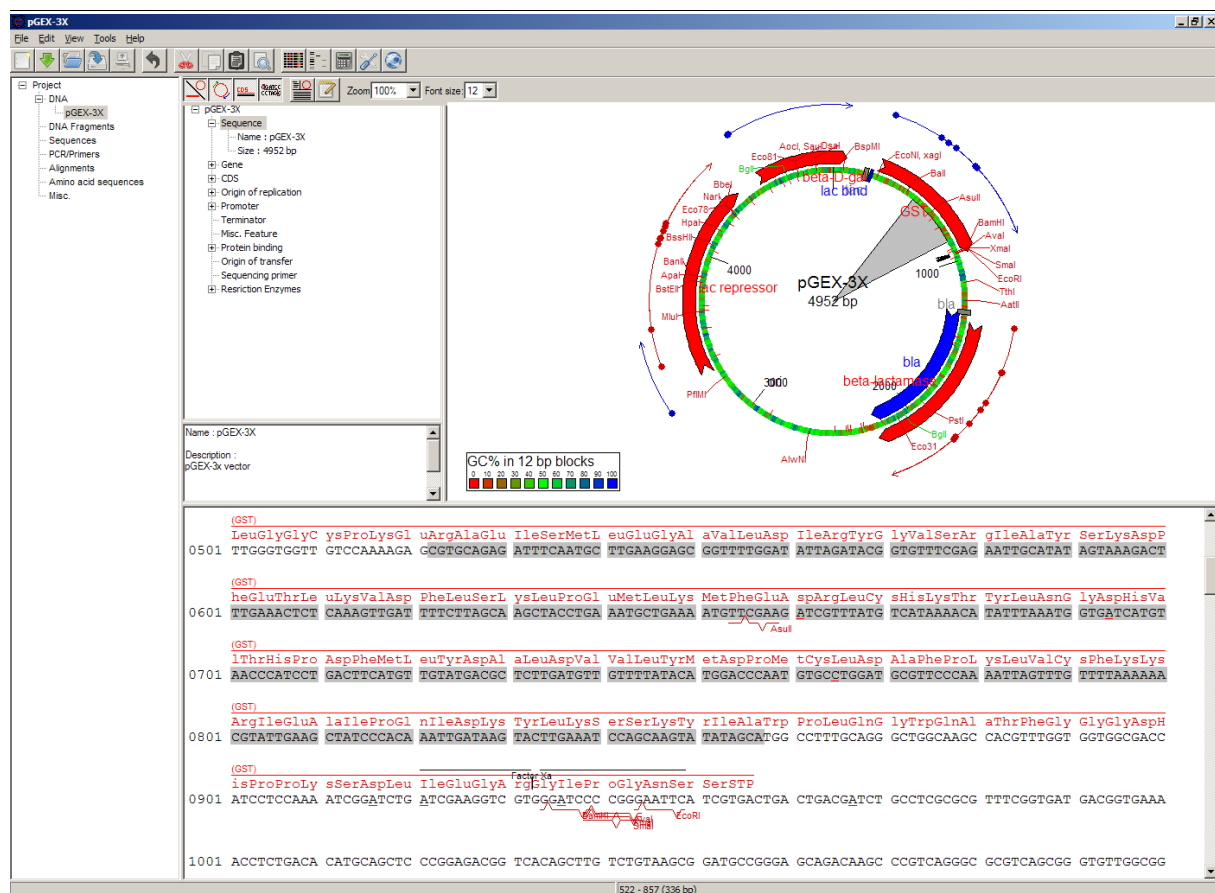 pGEX-3X
File Edit View Tools Help
Project
DNA
pGEX-3X
DNA Fragments
Sequences
PCR/Primers
Alignments
Amino acid sequences
Misc.
Zoom 100% Font size: 12
pGEX-3X
Sequence
Name : pGEX-3X
Size : 4952 bp
Gene
CDS
Origin of replication
Promoter
Terminator
Misc. Feature
Protein binding
Origin of transfer
Sequencing primer
Resriction Enzymes
Name : pGEX-3X
Description :
pGEX-3x vector
AocI,
BspMI
Eco81
BglI
beta-D-gal
lac
EcoNI, xagI
BalI
AsuII
GST
BamHI
AvaI
XmaI
SmaI
EcoRI
TthI
AatII
BbeI
NarI
Eco78
HpaI
BssHII
BanII
ApaI
BstEII
MluI
PflMI
lac repressor
4000
1000
pGEX-3X
4952 bp
bla
bla
beta-lactamase
2000
3000
ori
PstI
BglI
Eco31
AlwNI
GC% in 12 bp blocks
0 10 20 30 40 50 60 70 80 90 100
(GST)
LeuGlyGlyC ysProLysGl uArgAlaGlu IleSerMetL euGluGlyAl aValLeuAsp IleArgTyrG lyValSerAr gIleAlaTyr SerLysAspP
0501 TTGGGTGGTT GTCCAAAAGA GCGTGCAGAG ATTTCAATGC TTGAAGGAGC GGTTTTGGAT ATTAGATACG GTGTTTCGAG AATTGCATAT AGTAAAGACT
(GST)
heGluThrLe uLysValAsp PheLeuSerL ysLeuProGl uMetLeuLys MetPheGluA spArgLeuCy sHisLysThr TyrLeuAsnG lyAspHisVa
0601 TTGAAACTCT CAAAGTTGAT TTTCTTAGCA AGCTACCTGA AATGCTGAAA ATGTTCGAAG ATCGTTTATG TCATAAAACA TATTTAAATG GTGATCATGT
AsuII
(GST)
lThrHisPro AspPheMetL euTyrAspAl aLeuAspVal ValLeuTyrM etAspProMe tCysLeuAsp AlaPheProL ysLeuValCy sPheLysLys
0701 AACCCATCCT GACTTCATGT TGTATGACGC TCTTGATGTT GTTTTATACA TGGACCCAAT GTGCCTGGAT GCGTTCCCAA AATTAGTTTG TTTTAAAAAA
(GST)
ArgIleGluA laIleProGl nIleAspLys TyrLeuLysS erSerLysTy rIleAlaTrp ProLeuGlnG lyTrpGlnAl aThrPheGly GlyGlyAspH
0801 CGTATTGAAG CTATCCCACA AATTGATAAG TACTTGAAAT CCAGCAAGTA TATAGCATGG CCTTTGCAGG GCTGGCAAGC CACGTTTGGT GGTGGCGACC
(GST)
Factor Xa
isProProLy sSerAspLeu IleGluGlyA rgGlyIlePr oGlyAsnSer SerSTP
0901 ATCCTCCAAA ATCGGATCTG ATCGAAGGTC GTGGGATCCC CGGGAATTCA TCGTGACTGA CTGACGATCT GCCTCGCGCG TTTCGGTGAT GACGGTGAAA
BamHI
SmaI
EcoRI
1001 ACCTCTGACA CATGCAGCTC CCGGAGACGG TCACAGCTTG TCTGTAAGCG GATGCCGGGA GCAGACAAGC CCGTCAGGGC GCGTCAGCGG GTGTTGGCGG
522 - 857 (336 bp)